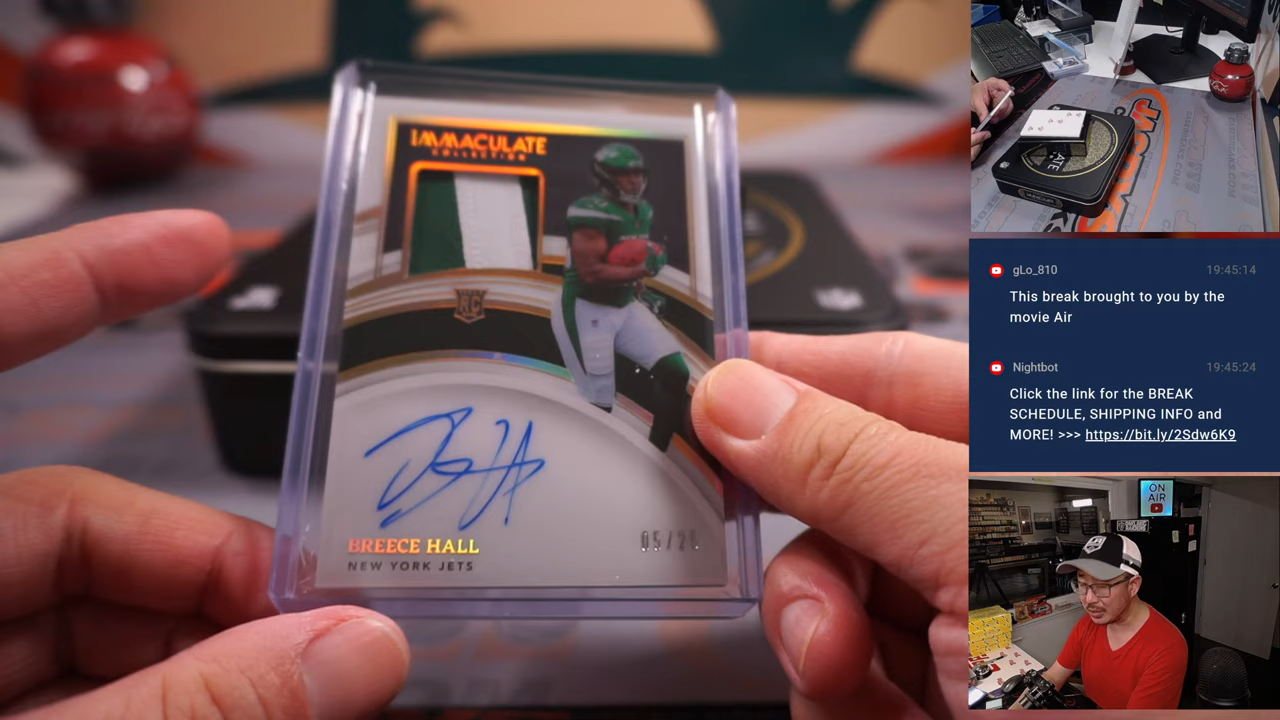 IMMACULATE
COLLECTION
RC
BREECE HALL
NEW YORK JETS
gLo_810
19:45:14
This break brought to you by the
movie Air
Nightbot
19:45:24
Click the link for the BREAK
SCHEDULE, SHIPPING INFO and
MORE! >>> https://bit.ly/2Sdw6K9
ON
AIR